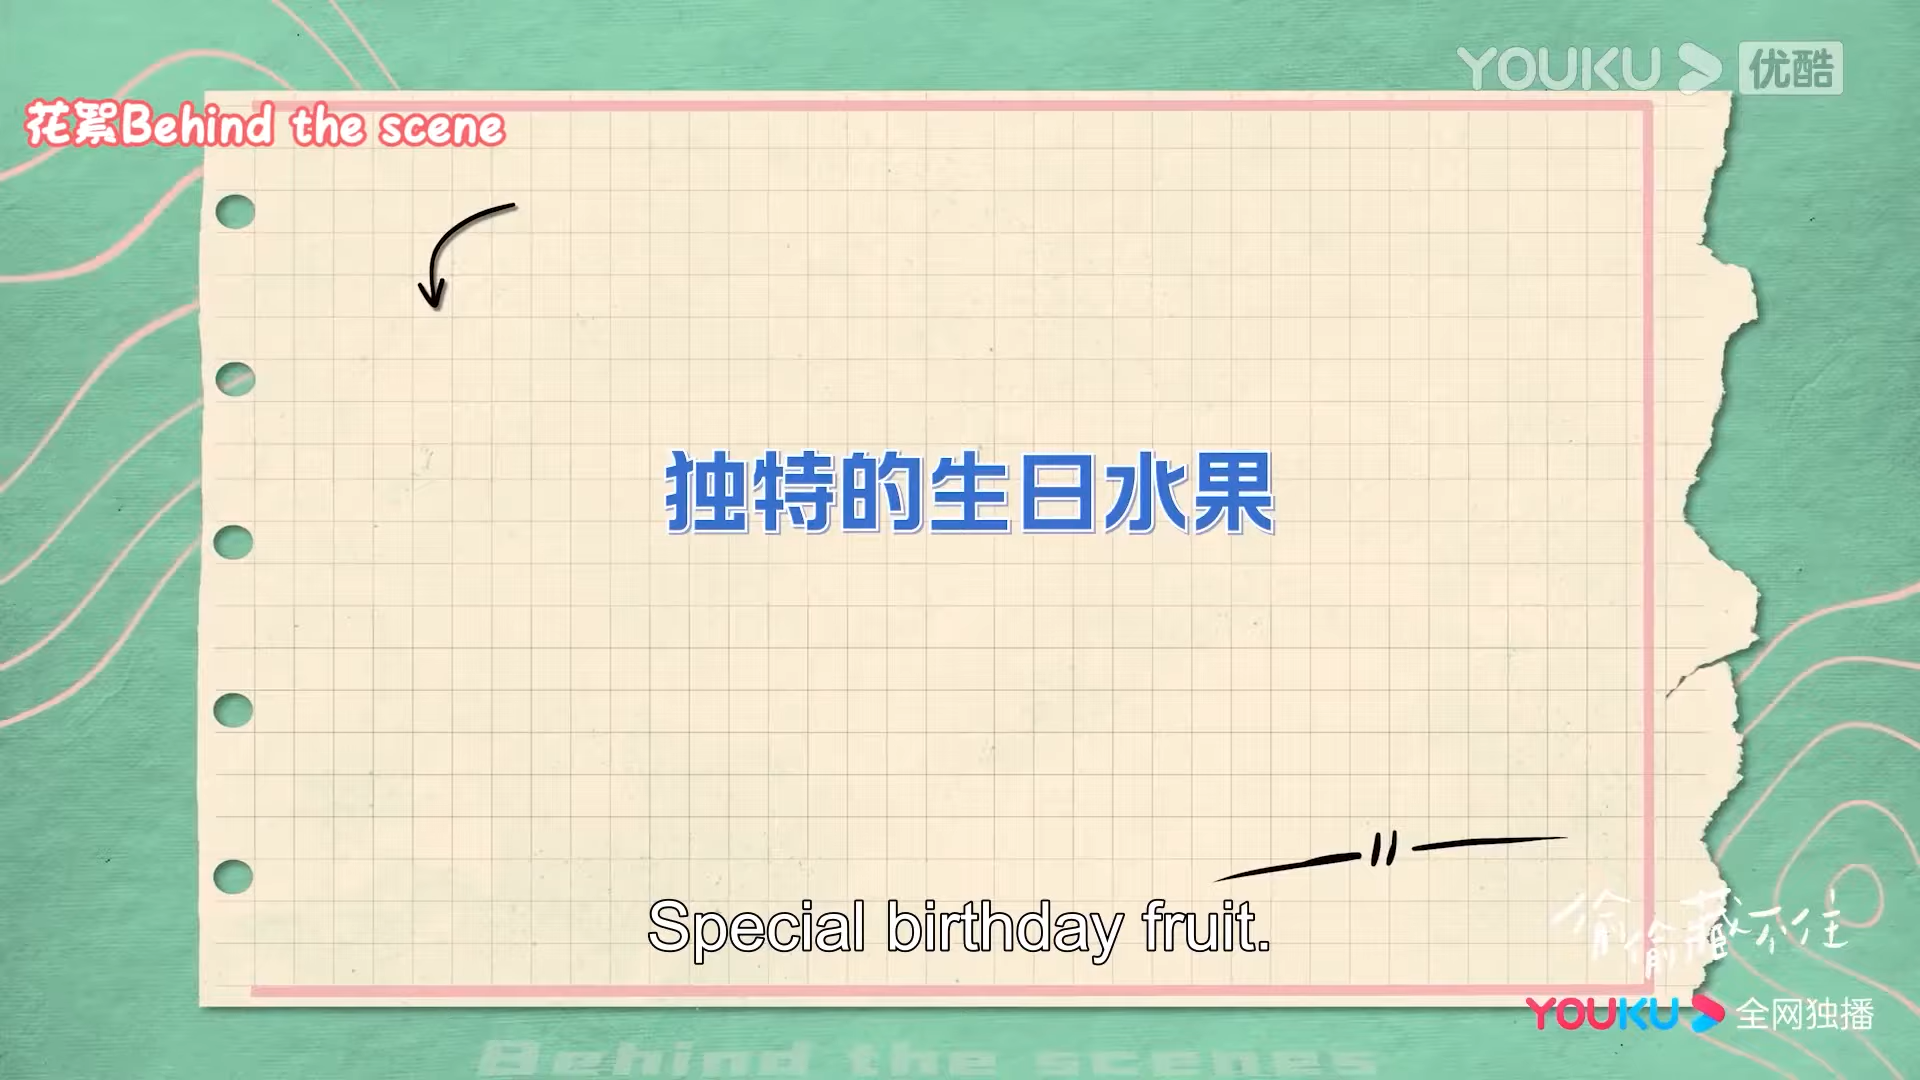 YOUKU 优酷
花絮Behind the scene
独特的生日水果
Special birthday fruit.
偷偷藏不住
YOUKU 全网独播
Behind the scenes